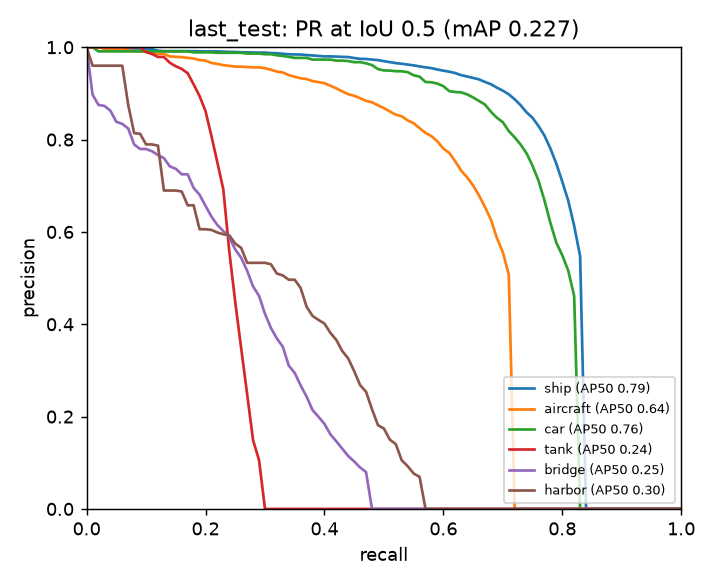 last_test: PR at IoU 0.5 (mAP 0.227)
1.0
0.8
0.6
0.4
0.2
0.0
precision
ship (AP50 0.79)
aircraft (AP50 0.64)
car (AP50 0.76)
tank (AP50 0.24)
bridge (AP50 0.25)
harbor (AP50 0.30)
0.0 0.2 0.4 0.6 0.8 1.0
recall